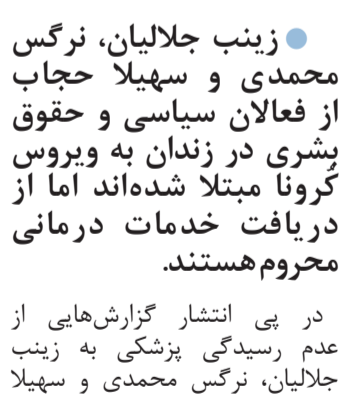 ● زینب جلالیان، نرگس
محمدی و سهیلا حجاب
از فعالان سیاسی و حقوق
بشری در زندان به ویروس
کُرونا مبتلا شده‌اند اما از
دریافت خدمات درمانی
محروم هستند.
در پی انتشار گزارش‌هایی از
عدم رسیدگی پزشکی به زینب
جلالیان، نرگس محمدی و سهیلا